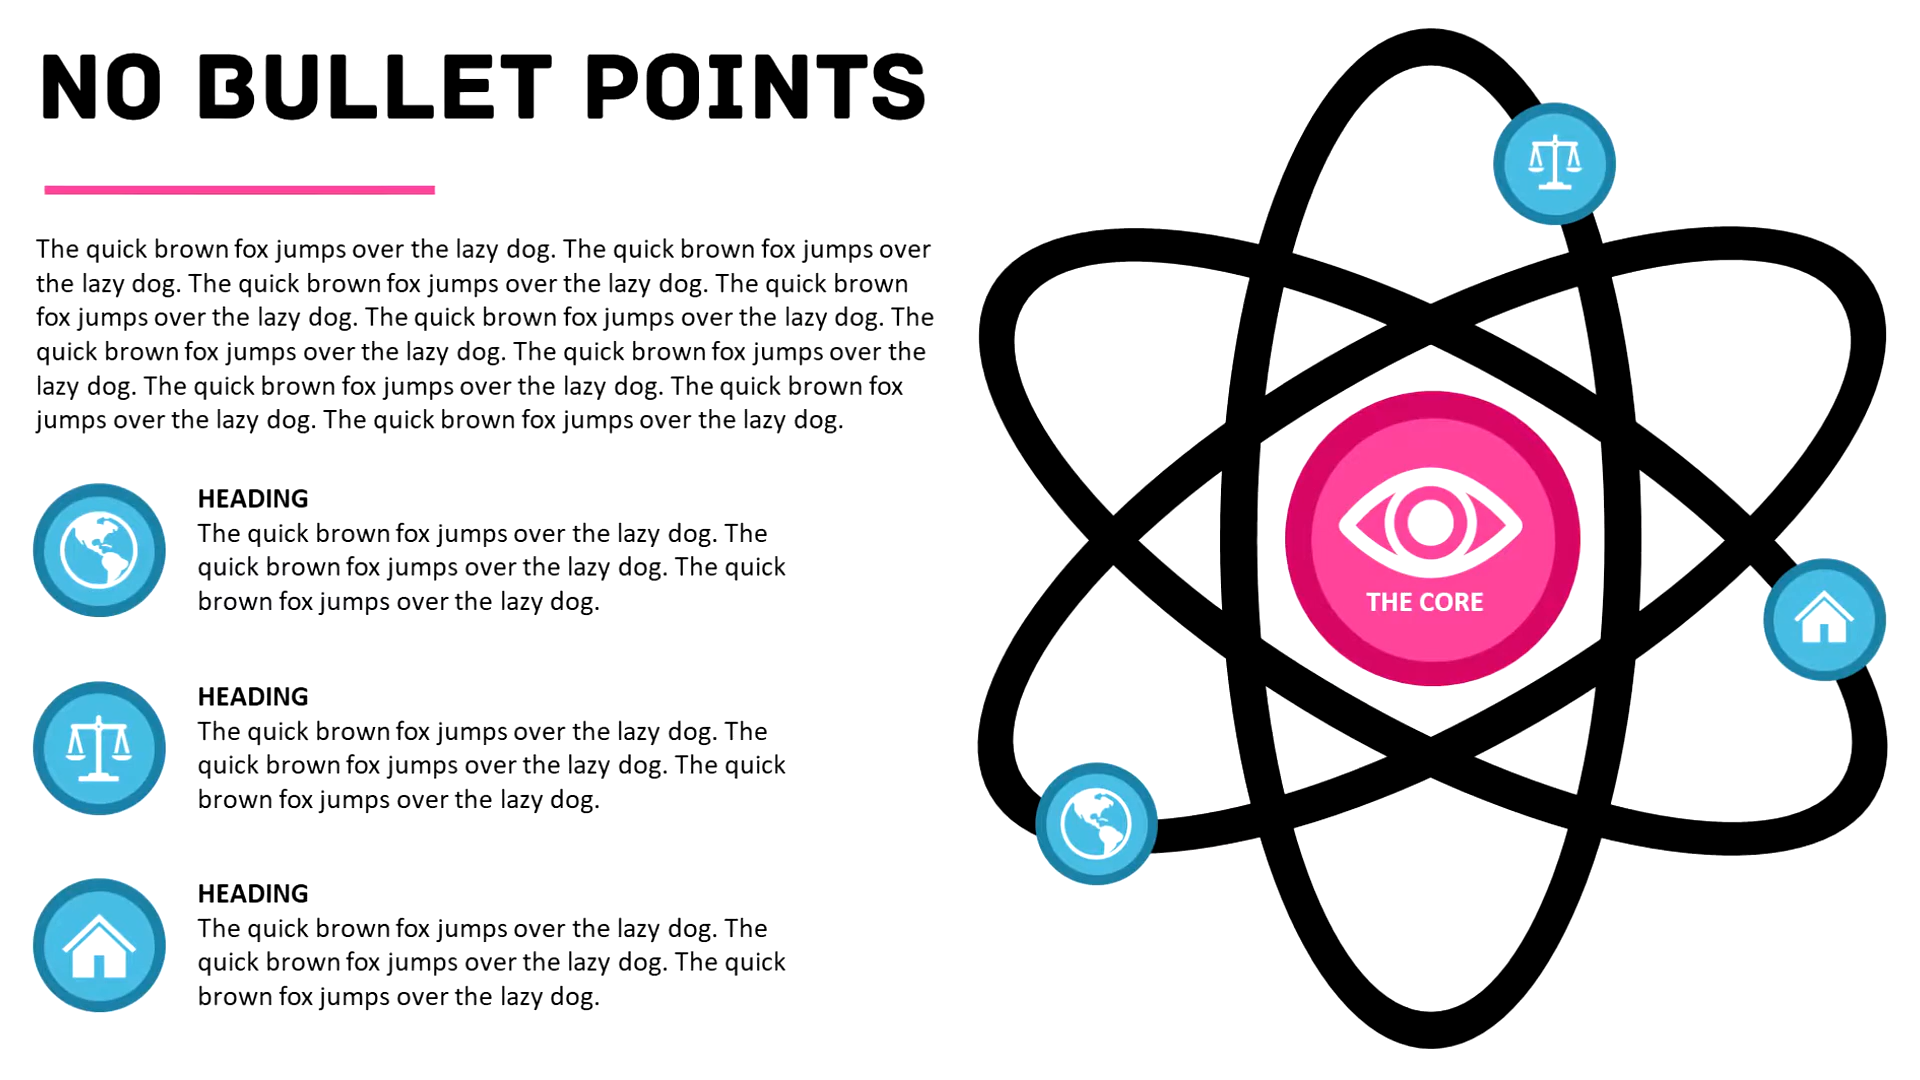 NO BULLET POINTS
The quick brown fox jumps over the lazy dog. The quick brown fox jumps over
the lazy dog. The quick brown fox jumps over the lazy dog. The quick brown
fox jumps over the lazy dog. The quick brown fox jumps over the lazy dog. The
quick brown fox jumps over the lazy dog. The quick brown fox jumps over the
lazy dog. The quick brown fox jumps over the lazy dog. The quick brown fox
jumps over the lazy dog. The quick brown fox jumps over the lazy dog.
HEADING
The quick brown fox jumps over the lazy dog. The
quick brown fox jumps over the lazy dog. The quick
brown fox jumps over the lazy dog.
HEADING
The quick brown fox jumps over the lazy dog. The
quick brown fox jumps over the lazy dog. The quick
brown fox jumps over the lazy dog.
HEADING
The quick brown fox jumps over the lazy dog. The
quick brown fox jumps over the lazy dog. The quick
brown fox jumps over the lazy dog.
THE CORE